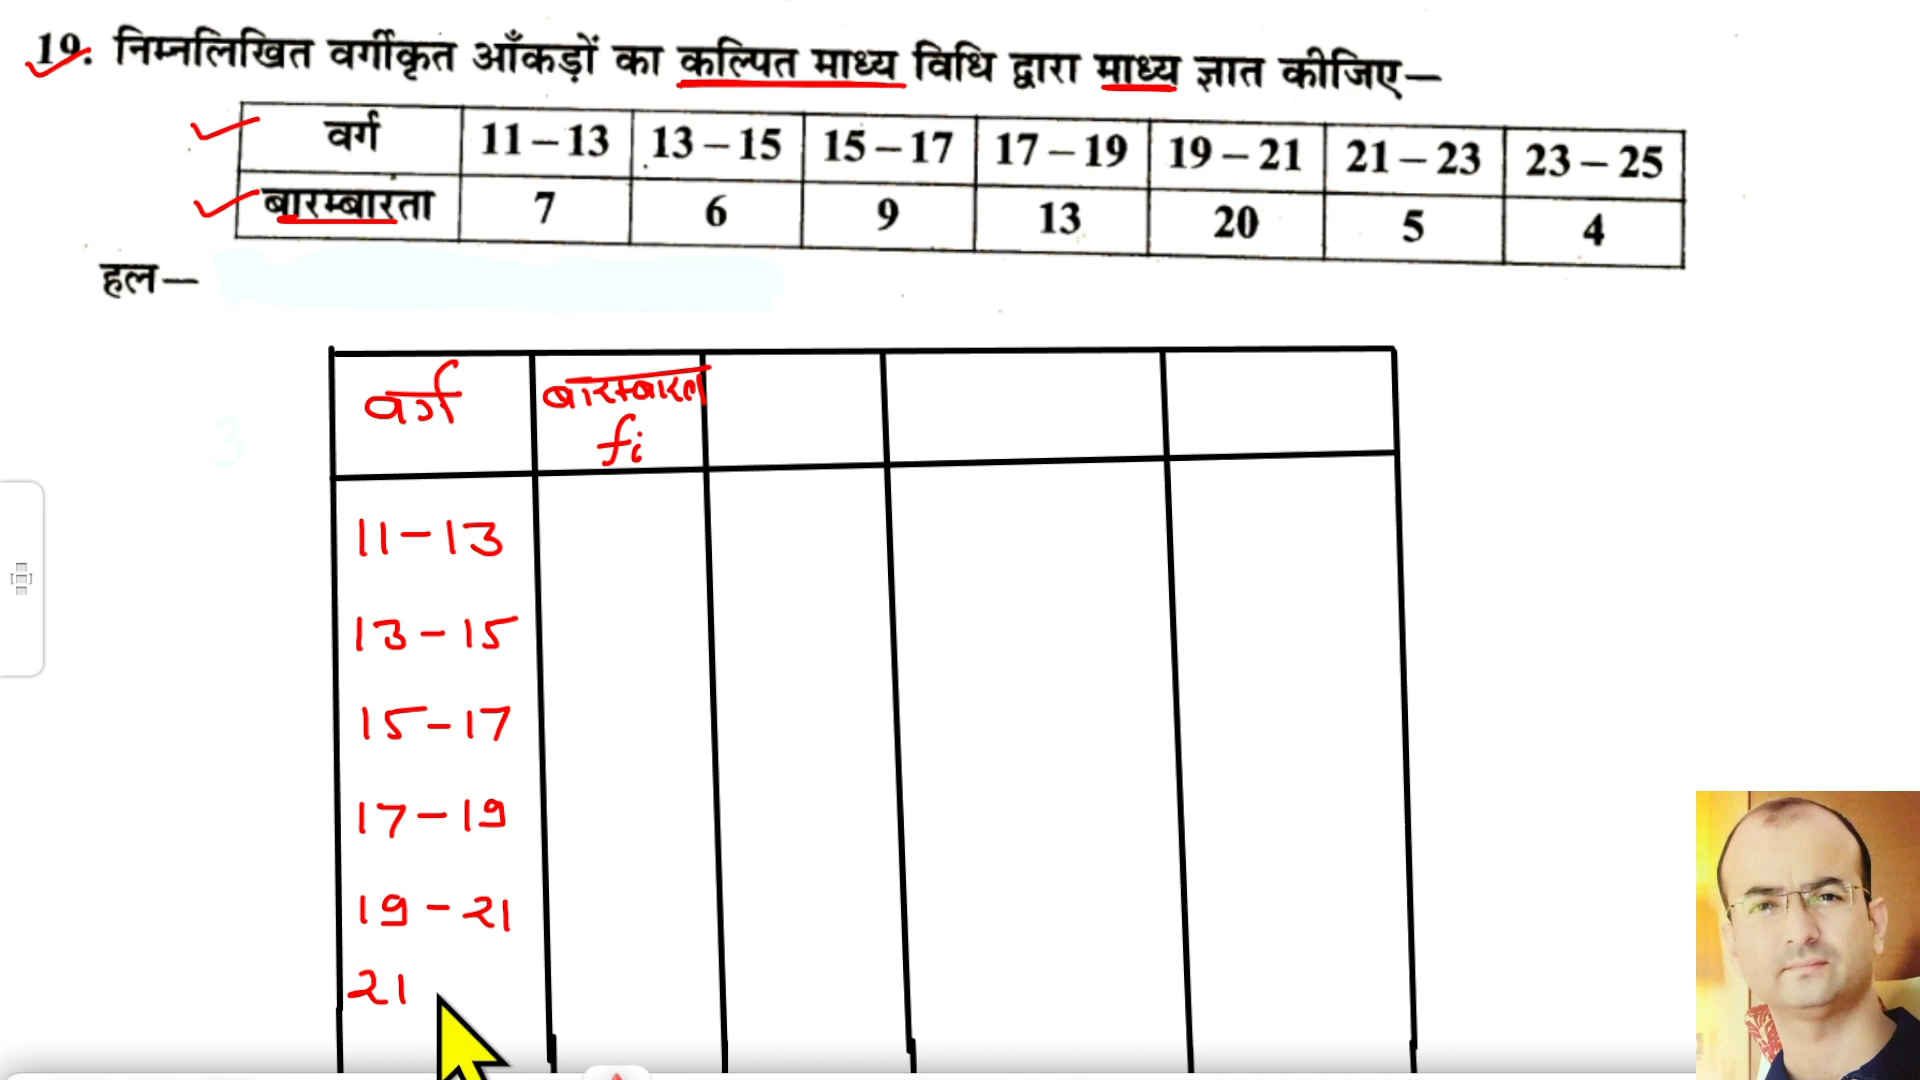 19. निम्नलिखित वर्गीकृत आँकड़ों का कल्पित माध्य विधि द्वारा माध्य ज्ञात कीजिए—
वर्ग 11 – 13 13 – 15 15 – 17 17 – 19 19 – 21 21 – 23 23 – 25
बारम्बारता 7 6 9 13 20 5 4
हल—
वर्ग बारम्बारता
fi
11 – 13
13 – 15
15 – 17
17 – 19
19 – 21
21